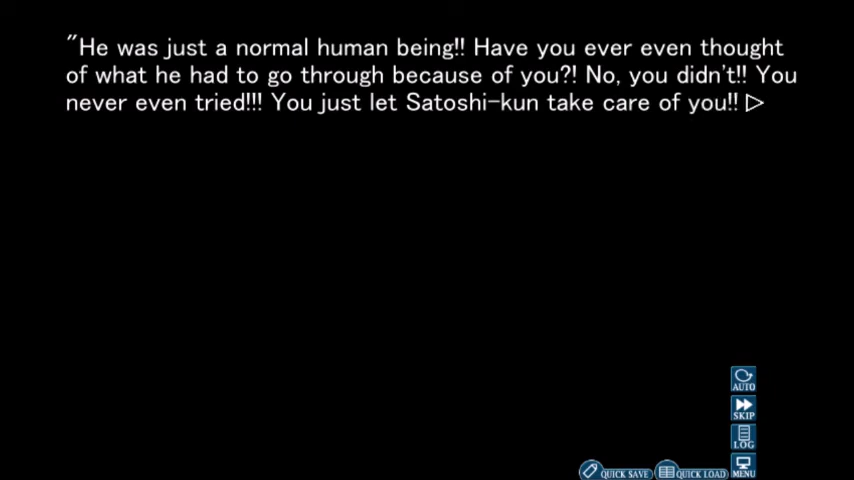 "He was just a normal human being!! Have you ever even thought
of what he had to go through because of you?! No, you didn't!! You
never even tried!!! You just let Satoshi-kun take care of you!!
AUTO
SKIP
LOG
MENU
QUICK SAVE
QUICK LOAD